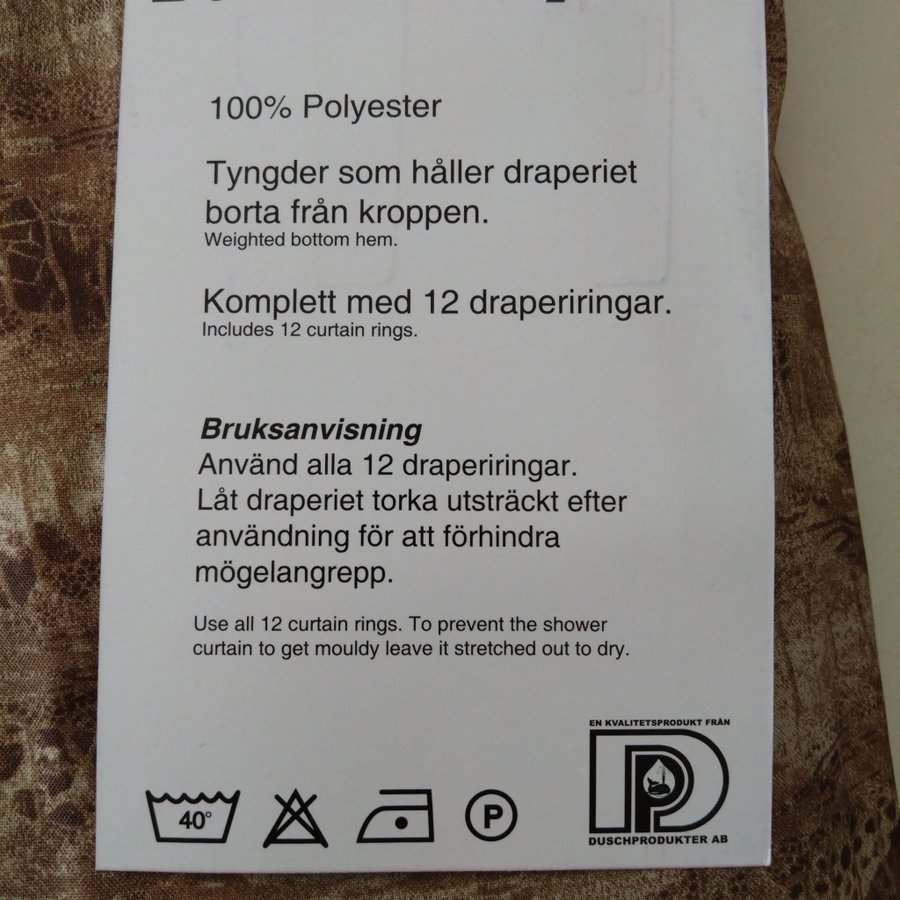 100% Polyester
Tyngder som håller draperiet
borta från kroppen.
Weighted bottom hem.
Komplett med 12 draperiringar.
Includes 12 curtain rings.
Bruksanvisning
Använd alla 12 draperiringar.
Låt draperiet torka utsträckt efter
användning för att förhindra
mögelangrepp.
Use all 12 curtain rings. To prevent the shower
curtain to get mouldy leave it stretched out to dry.
EN KVALITETSPRODUKT FRÅN
DP
DUSCHPRODUKTER AB
40°
P